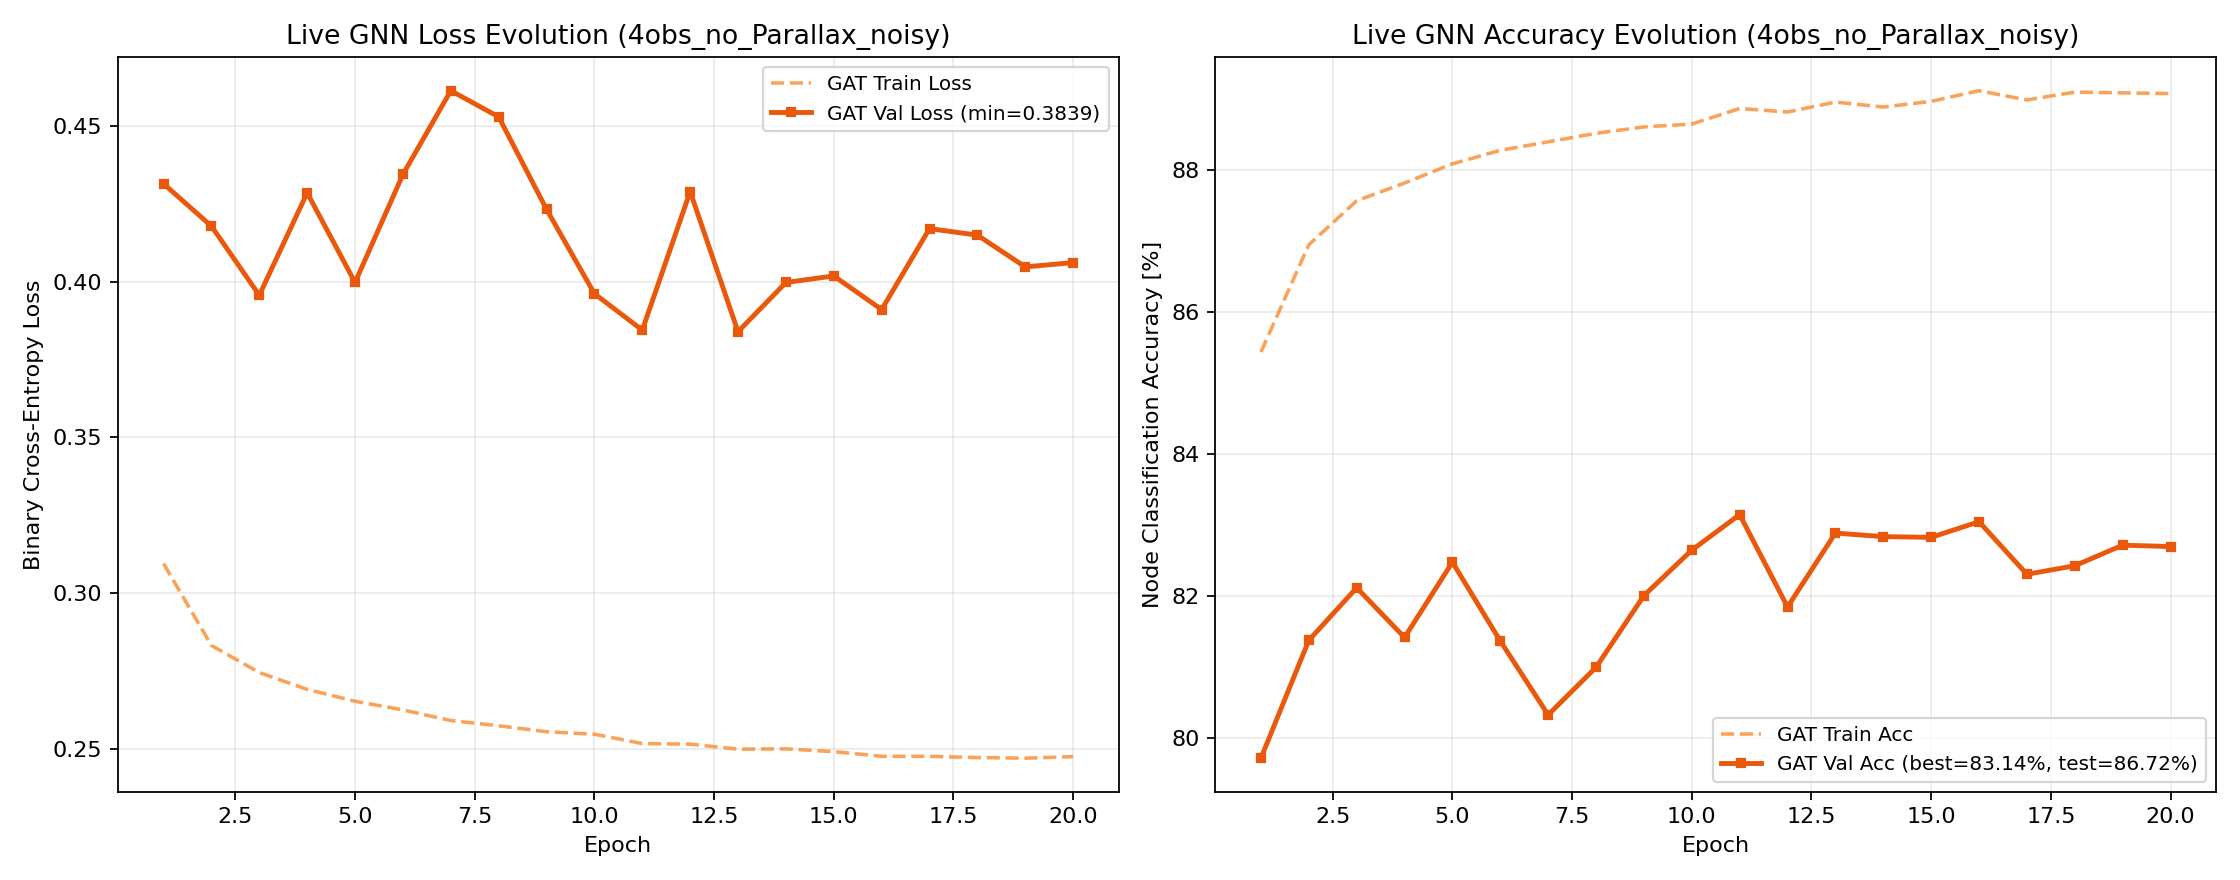 Live GNN Loss Evolution (4obs_no_Parallax_noisy)
GAT Train Loss
GAT Val Loss (min=0.3839)
Binary Cross-Entropy Loss
0.45
0.40
0.35
0.30
0.25
2.5 5.0 7.5 10.0 12.5 15.0 17.5 20.0
Epoch
Live GNN Accuracy Evolution (4obs_no_Parallax_noisy)
Node Classification Accuracy [%]
88
86
84
82
80
GAT Train Acc
GAT Val Acc (best=83.14%, test=86.72%)
2.5 5.0 7.5 10.0 12.5 15.0 17.5 20.0
Epoch